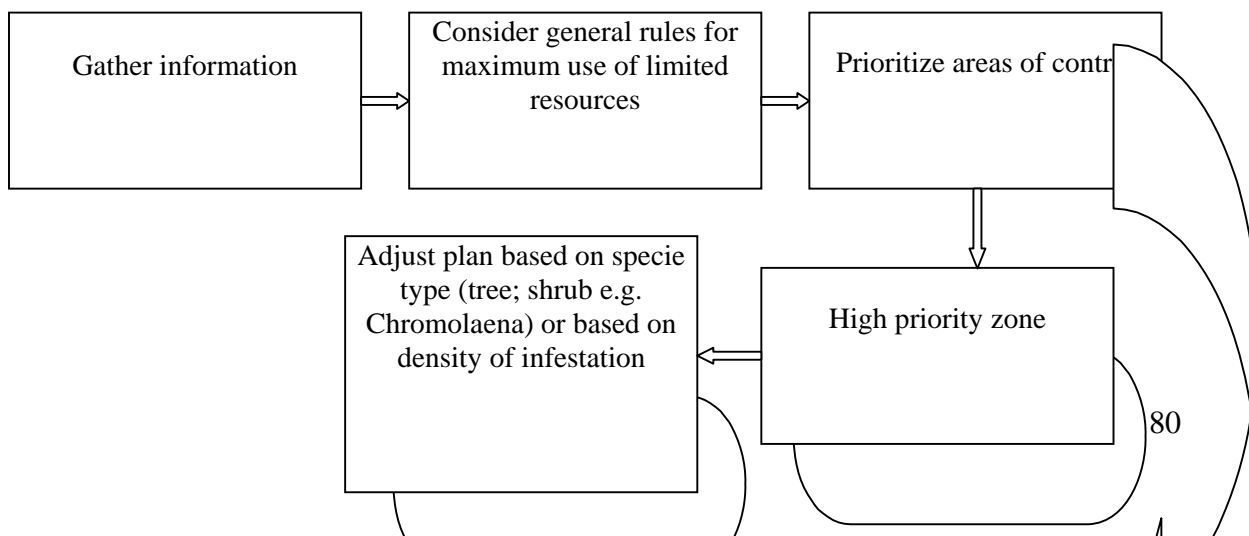 Gather information
Consider general rules for
maximum use of limited
resources
Prioritize areas of contr
Adjust plan based on specie
type (tree; shrub e.g.
Chromolaena) or based on
density of infestation
High priority zone
80